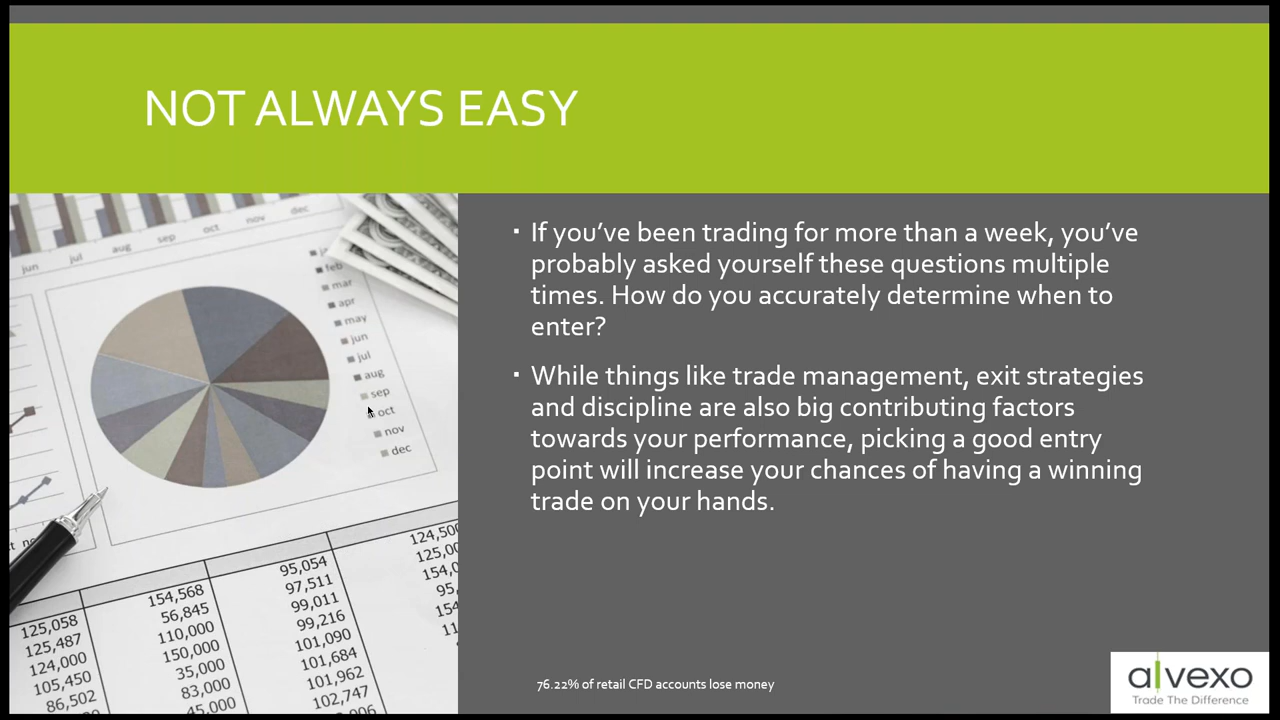 NOT ALWAYS EASY
▪ If you’ve been trading for more than a week, you’ve
probably asked yourself these questions multiple
times. How do you accurately determine when to
enter?
▪ While things like trade management, exit strategies
and discipline are also big contributing factors
towards your performance, picking a good entry
point will increase your chances of having a winning
trade on your hands.
76.22% of retail CFD accounts lose money
alvexo
Trade The Difference
jun jul aug sep oct nov dec
feb
mar
apr
may
jun
jul
aug
sep
oct
nov
dec
125,058
125,487
124,000
105,450
86,502
154,568
56,845
110,000
150,000
35,000
83,000
45,000
95,054
97,511
99,011
99,216
101,090
101,684
101,962
102,747